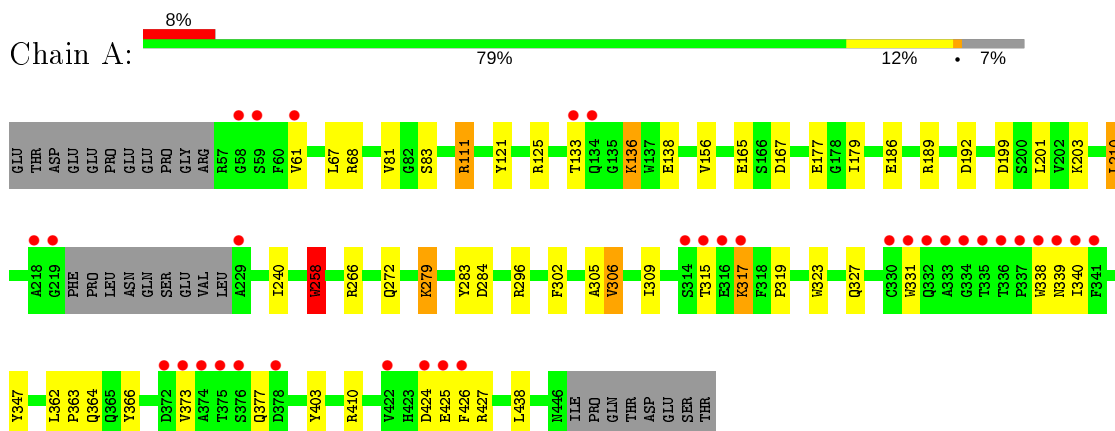 8%
Chain A:
79% 12% • 7%
GLU THR ASP GLU GLU PRO GLU GLU PRO GLY ARG R57 G58 S59 F60 V61 L67 R68 V81 G82 S83 R111 Y121 R125 T133 Q134 G135 K136 W137 E138 V156 E165 S166 D167 E177 G178 I179 E186 R189 D192 D199 S200 L201 V202 K203 L210
A218 G219 PHE PRO LEU ASN GLN SER GLU VAL LEU A229 I240 W258 R266 Q272 K279 Y283 D284 R296 F302 A305 V306 I309 S314 T315 E316 K317 F318 P319 W323 Q327 C330 W331 Q332 A333 G334 T335 T336 P337 W338 N339 I340 F341
Y347 L362 P363 Q364 Q365 Y366 D372 V373 A374 T375 S376 Q377 D378 Y403 R410 V422 H423 D424 E425 F426 R427 L438 N446 ILE PRO GLN THR ASP GLU SER THR